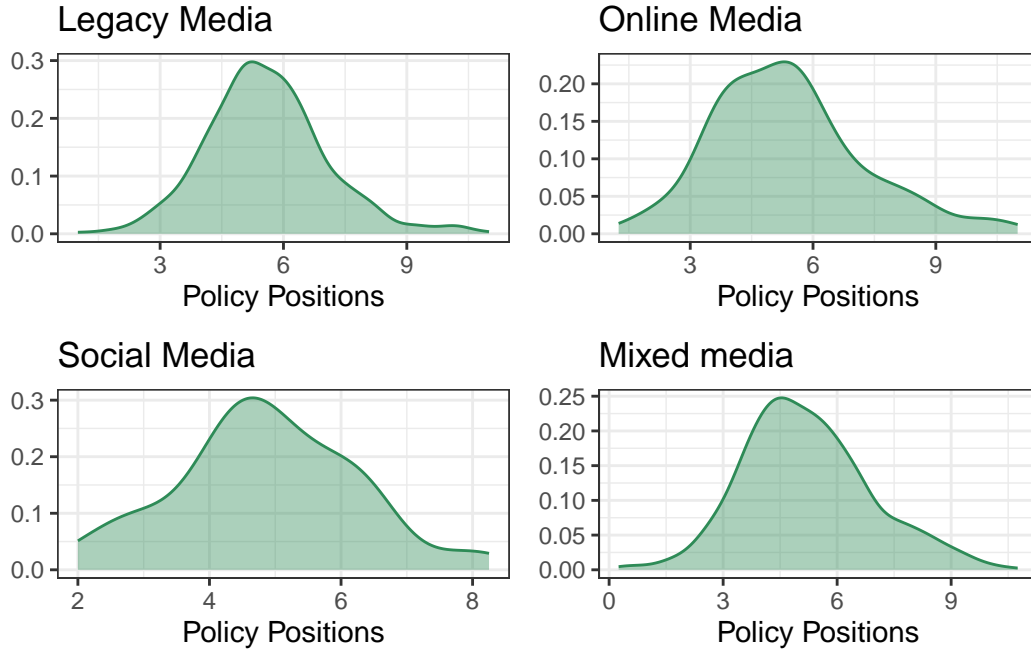 Legacy Media
0.3
0.2
0.1
0.0
3 6 9
Policy Positions
Online Media
0.20
0.15
0.10
0.05
0.00
3 6 9
Policy Positions
Social Media
0.3
0.2
0.1
0.0
2 4 6 8
Policy Positions
Mixed media
0.25
0.20
0.15
0.10
0.05
0.00
0 3 6 9
Policy Positions